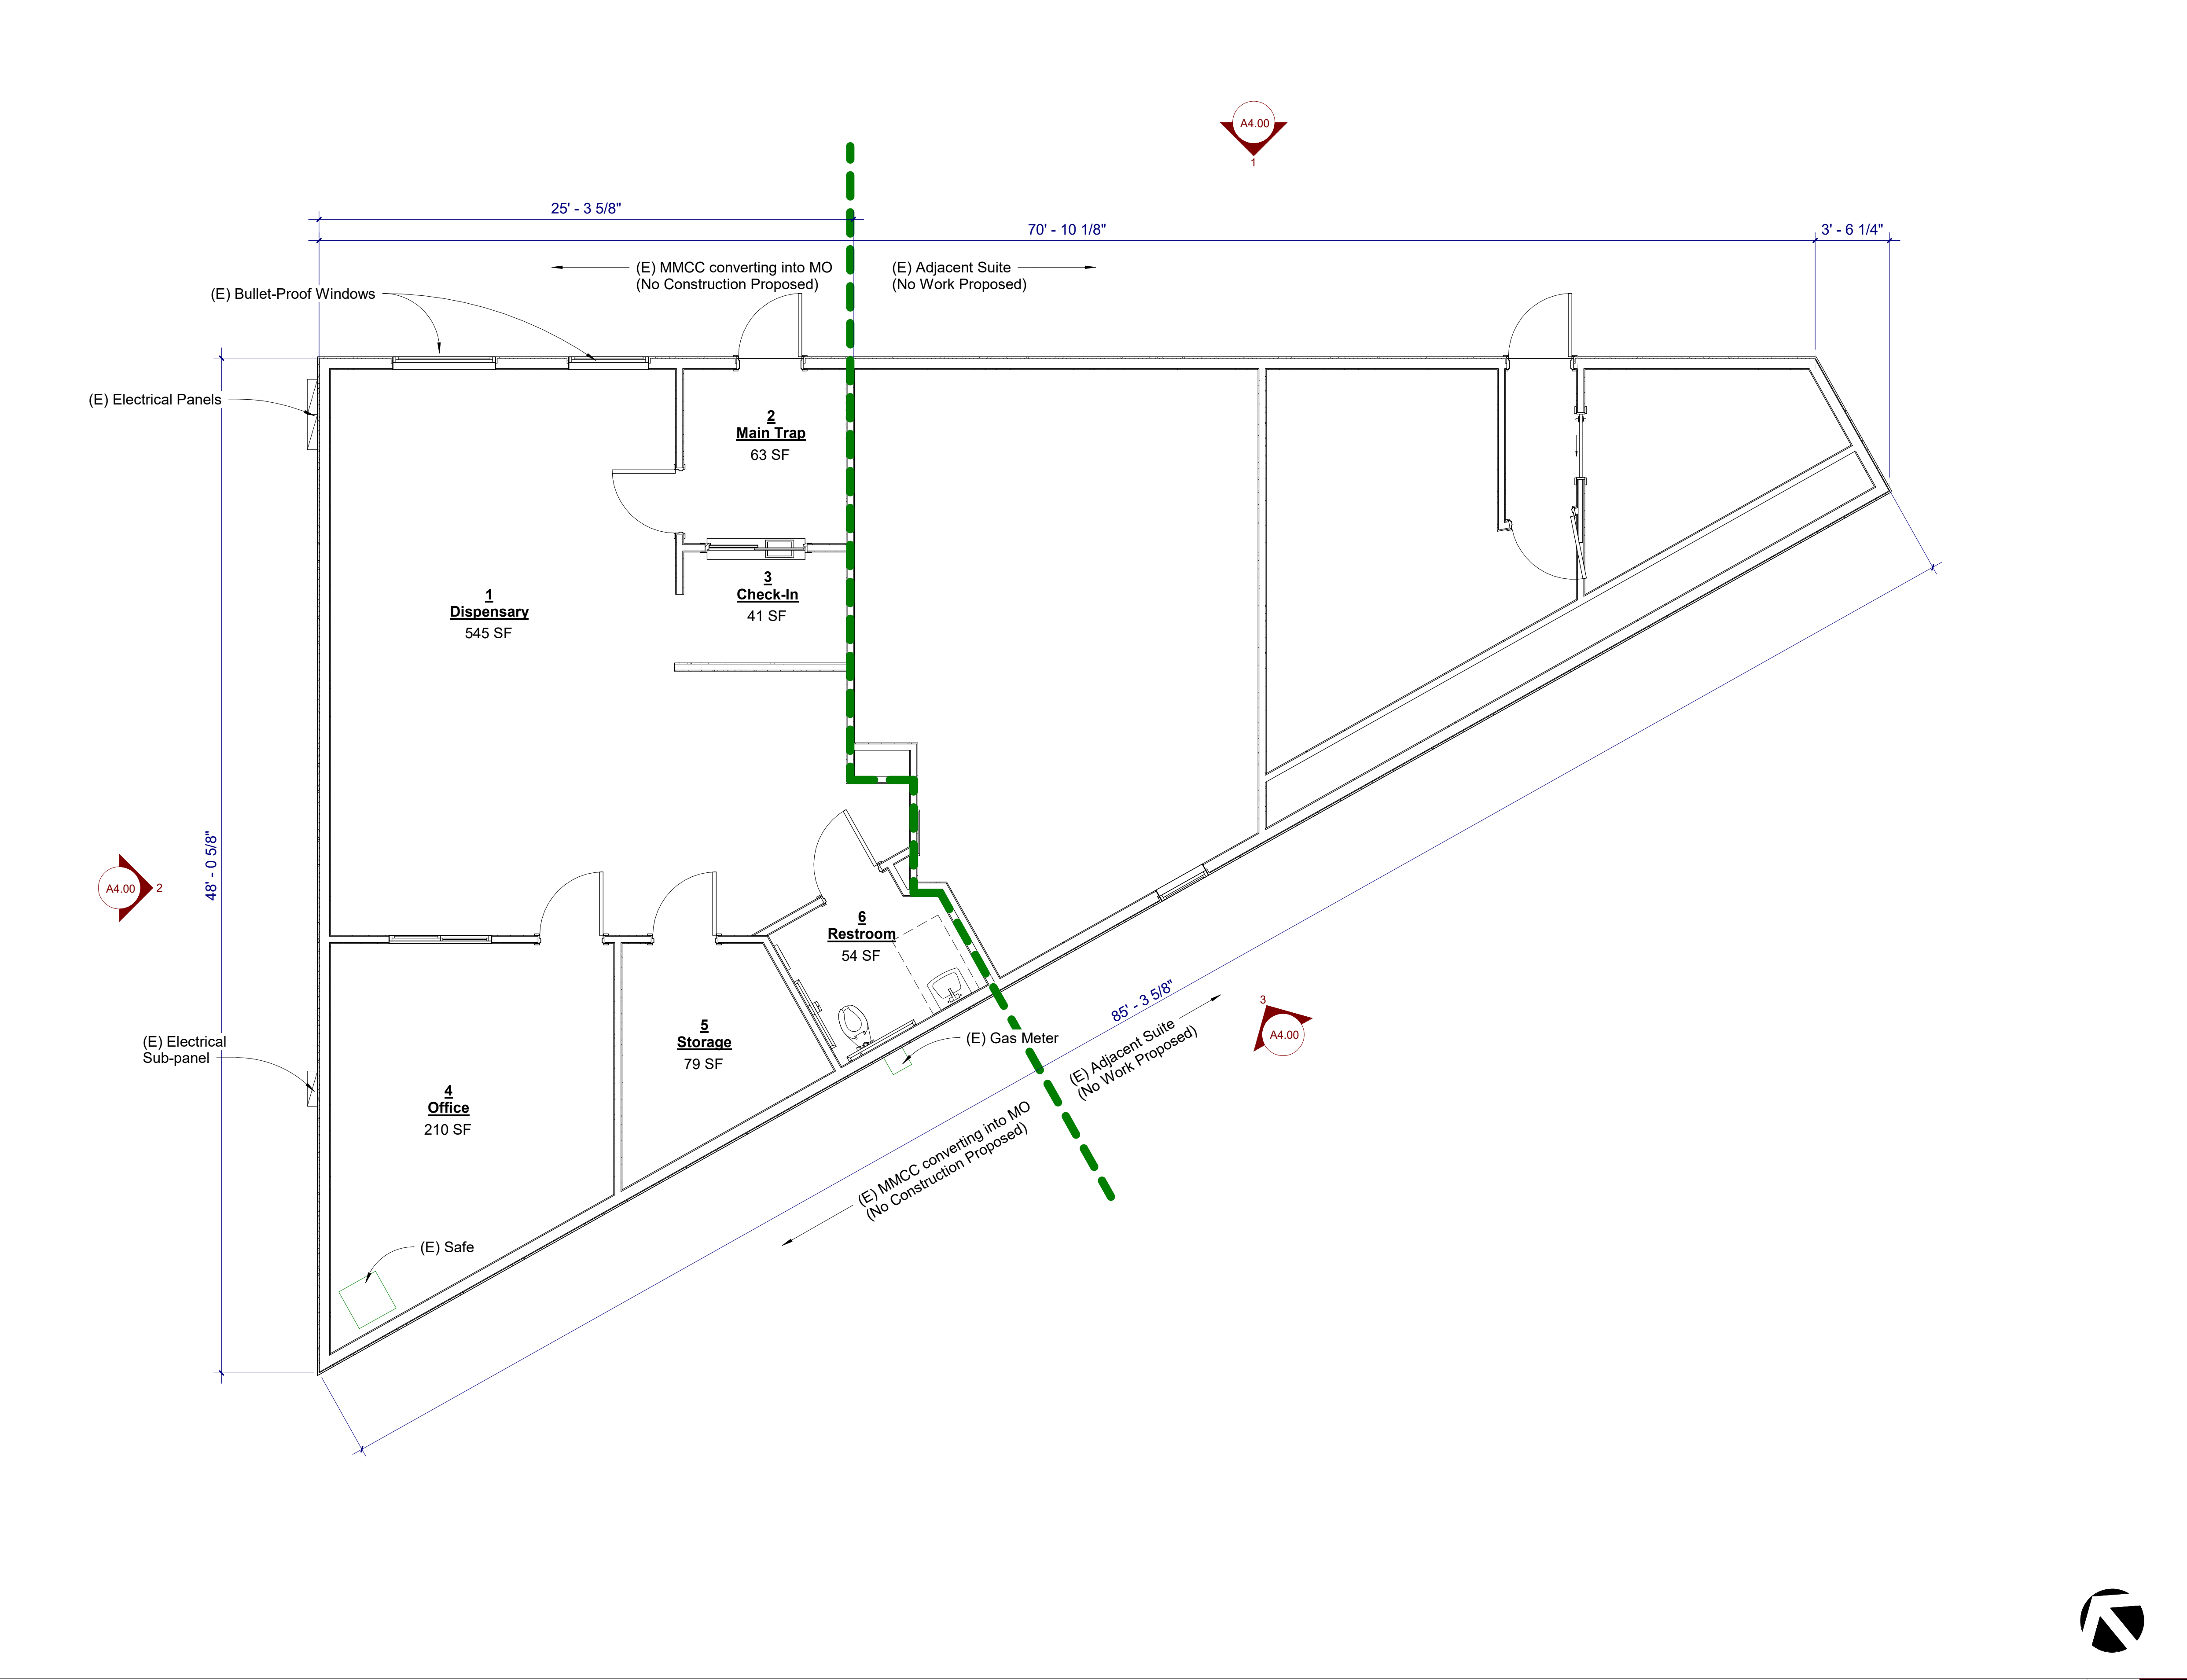 A4.00
1
25' - 3 5/8"
70' - 10 1/8"
3' - 6 1/4"
(E) MMCC converting into MO
(No Construction Proposed)
(E) Adjacent Suite
(No Work Proposed)
(E) Bullet-Proof Windows
(E) Electrical Panels
2
Main Trap
63 SF
3
Check-In
41 SF
1
Dispensary
545 SF
48' - 0 5/8"
A4.00
2
6
Restroom
54 SF
5
Storage
79 SF
(E) Gas Meter
85' - 3 5/8"
3
A4.00
(E) Adjacent Suite
(No Work Proposed)
(E) Electrical
Sub-panel
4
Office
210 SF
(E) MMCC converting into MO
(No Construction Proposed)
(E) Safe